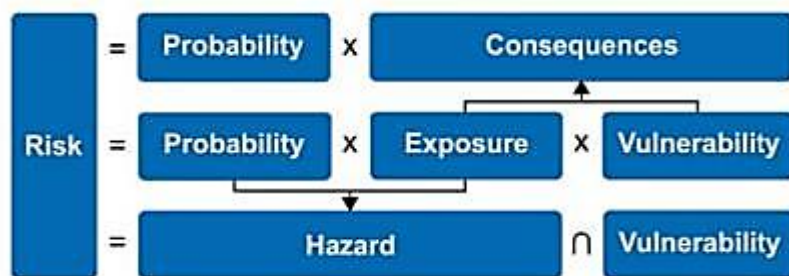 = Probability x Consequences
Risk = Probability x Exposure x Vulnerability
= Hazard ∩ Vulnerability